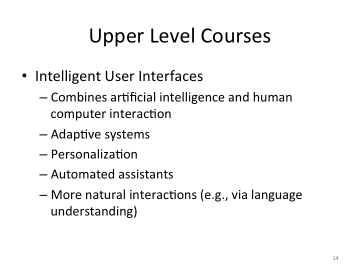 Upper Level Courses
• Intelligent User Interfaces
– Combines artificial intelligence and human
computer interaction
– Adaptive systems
– Personalization
– Automated assistants
– More natural interactions (e.g., via language
understanding)
14